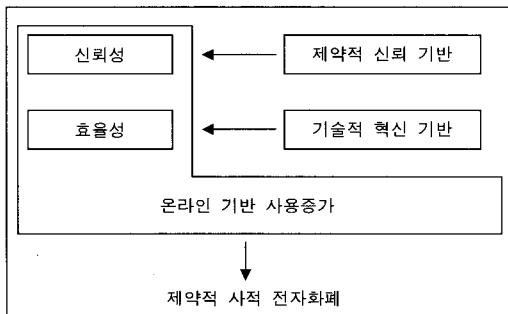 신뢰성
제약적 신뢰 기반
효율성
기술적 혁신 기반
온라인 기반 사용증가
제약적 사적 전자화폐